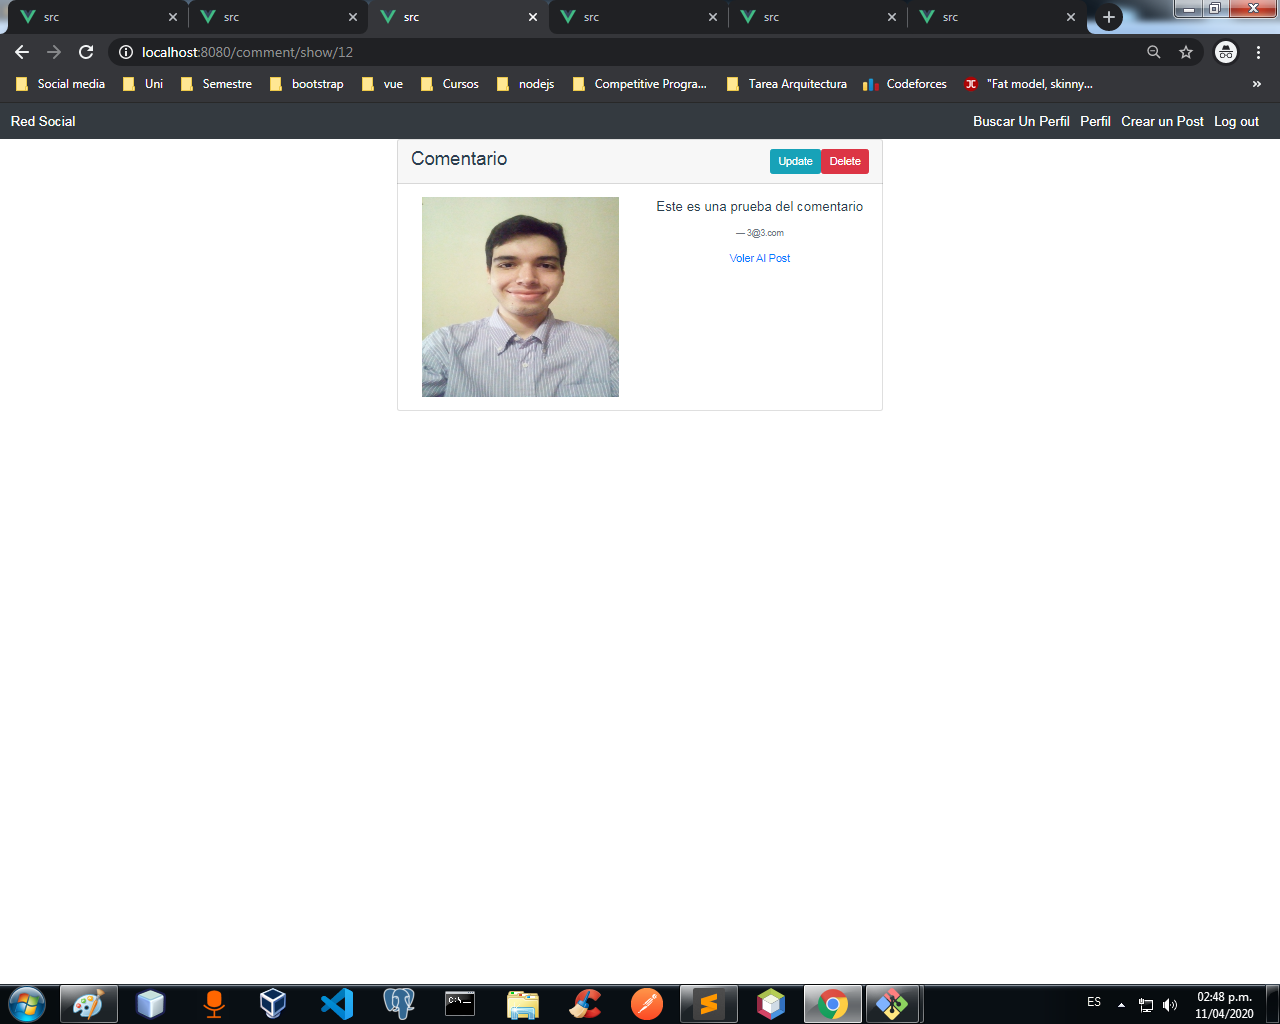 src src src src src src
localhost:8080/comment/show/12
Social media Uni Semestre bootstrap vue Cursos nodejs Competitive Progra... Tarea Arquitectura Codeforces "Fat model, skinny... »
Red Social Buscar Un Perfil Perfil Crear un Post Log out
Comentario Update Delete
Este es una prueba del comentario
— 3@3.com
Voler Al Post
ES 02:48 p.m.
11/04/2020